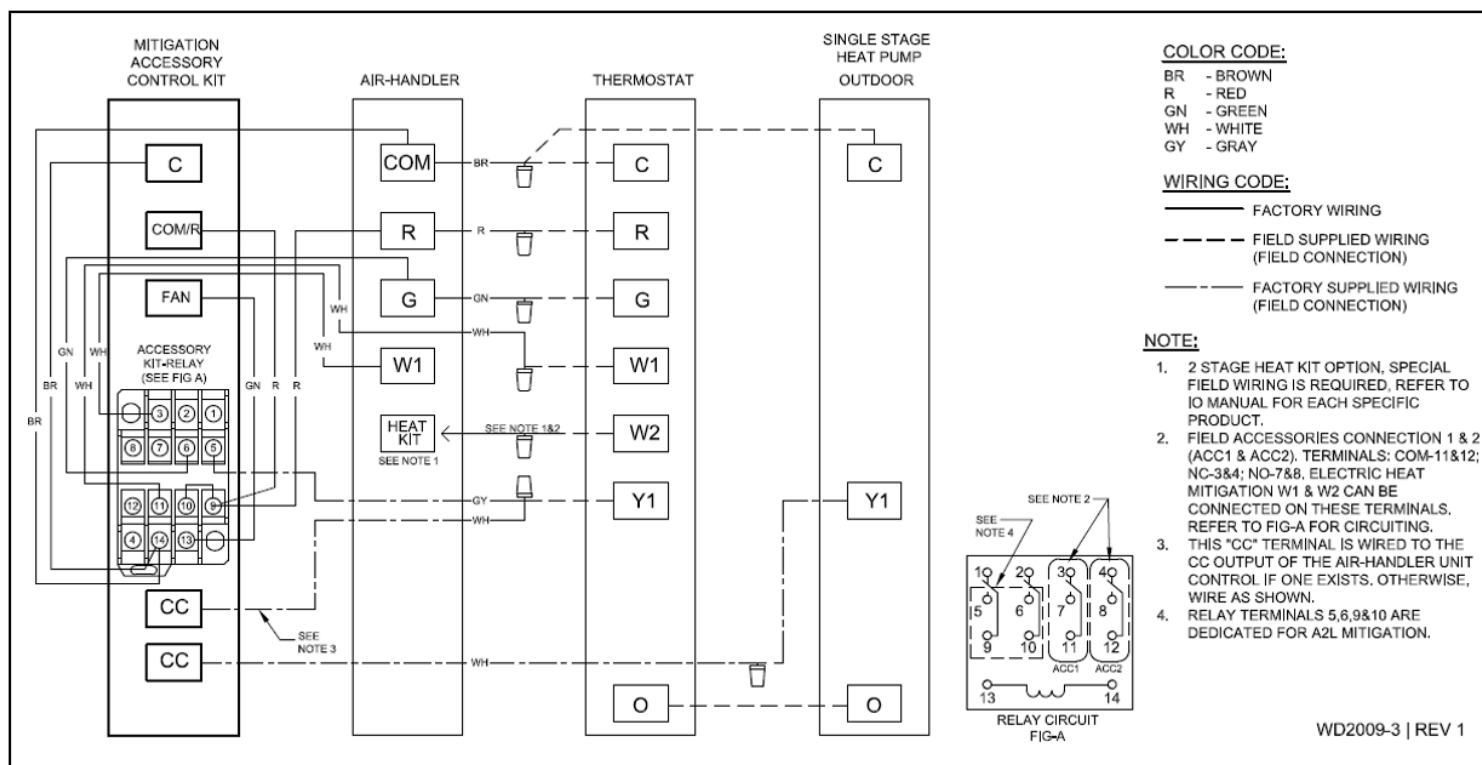 MITIGATION
ACCESSORY
CONTROL KIT
AIR-HANDLER
THERMOSTAT
SINGLE STAGE
HEAT PUMP
OUTDOOR
C
COM
BR
C
C
COM/R
R
R
R
FAN
G
GN
G
WH
WH
WH
WH
ACCESSORY
KIT-RELAY
(SEE FIG A)
GN
WH
BR
WH
GN
R
R
BR
W1
W1
3
2
1
8
7
6
5
HEAT
KIT
SEE NOTE 1
SEE NOTE 1&2
W2
12
11
10
9
GY
Y1
Y1
WH
4
14
13
CC
SEE
NOTE 3
CC
WH
O
O
COLOR CODE:
BR - BROWN
R - RED
GN - GREEN
WH - WHITE
GY - GRAY
WIRING CODE:
FACTORY WIRING
FIELD SUPPLIED WIRING
(FIELD CONNECTION)
FACTORY SUPPLIED WIRING
(FIELD CONNECTION)
NOTE:
1. 2 STAGE HEAT KIT OPTION, SPECIAL
FIELD WIRING IS REQUIRED, REFER TO
IO MANUAL FOR EACH SPECIFIC
PRODUCT.
2. FIELD ACCESSORIES CONNECTION 1 & 2
(ACC1 & ACC2). TERMINALS: COM-11&12;
NC-3&4; NO-7&8, ELECTRIC HEAT
MITIGATION W1 & W2 CAN BE
CONNECTED ON THESE TERMINALS.
REFER TO FIG-A FOR CIRCUITING.
3. THIS "CC" TERMINAL IS WIRED TO THE
CC OUTPUT OF THE AIR-HANDLER UNIT
CONTROL IF ONE EXISTS. OTHERWISE,
WIRE AS SHOWN.
4. RELAY TERMINALS 5,6,9&10 ARE
DEDICATED FOR A2L MITIGATION.
SEE NOTE 2
SEE
NOTE 4
1 2 3 4
5 6 7 8
9 10 11 12
ACC1 ACC2
13 14
RELAY CIRCUIT
FIG-A
WD2009-3 | REV 1